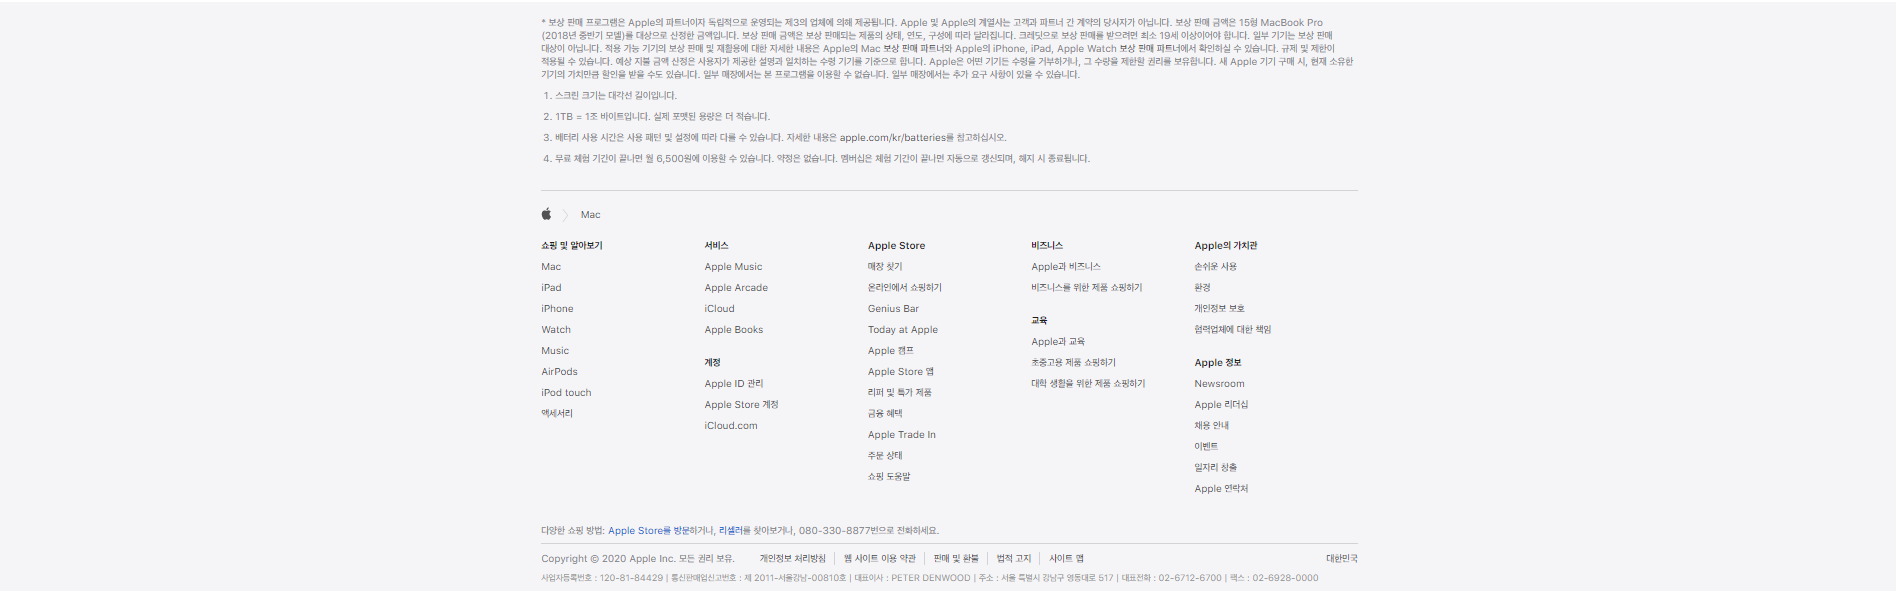 * 보상 판매 프로그램은 Apple의 파트너이자 독립적으로 운영되는 제3의 업체에 의해 제공됩니다. Apple 및 Apple의 계열사는 고객과 파트너 간 계약의 당사자가 아닙니다. 보상 판매 금액은 15형 MacBook Pro
(2018년 중반기 모델)를 대상으로 산정한 금액입니다. 보상 판매 금액은 보상 판매되는 제품의 상태, 연도, 구성에 따라 달라집니다. 크레딧으로 보상 판매를 받으려면 최소 19세 이상이어야 합니다. 일부 기기는 보상 판매
대상이 아닙니다. 적용 가능 기기의 보상 판매 및 재활용에 대한 자세한 내용은 Apple의 Mac 보상 판매 파트너와 Apple의 iPhone, iPad, Apple Watch 보상 판매 파트너에서 확인하실 수 있습니다. 규제 및 제한이
적용될 수 있습니다. 예상 지불 금액 산정은 사용자가 제공한 설명과 일치하는 수령 기기를 기준으로 합니다. Apple은 어떤 기기든 수령을 거부하거나, 그 수량을 제한할 권리를 보유합니다. 새 Apple 기기 구매 시, 현재 소유한
기기의 가치만큼 할인을 받을 수도 있습니다. 일부 매장에서는 본 프로그램을 이용할 수 없습니다. 일부 매장에서는 추가 요구 사항이 있을 수 있습니다.
1. 스크린 크기는 대각선 길이입니다.
2. 1TB = 1조 바이트입니다. 실제 포맷된 용량은 더 적습니다.
3. 배터리 사용 시간은 사용 패턴 및 설정에 따라 다를 수 있습니다. 자세한 내용은 apple.com/kr/batteries를 참고하십시오.
4. 무료 체험 기간이 끝나면 월 6,500원에 이용할 수 있습니다. 약정은 없습니다. 멤버십은 체험 기간이 끝나면 자동으로 갱신되며, 해지 시 종료됩니다.
Mac
쇼핑 및 알아보기
Mac
iPad
iPhone
Watch
Music
AirPods
iPod touch
액세서리
서비스
Apple Music
Apple Arcade
iCloud
Apple Books
계정
Apple ID 관리
Apple Store 계정
iCloud.com
Apple Store
매장 찾기
온라인에서 쇼핑하기
Genius Bar
Today at Apple
Apple 캠프
Apple Store 앱
리퍼 및 특가 제품
금융 혜택
Apple Trade In
주문 상태
쇼핑 도움말
비즈니스
Apple과 비즈니스
비즈니스를 위한 제품 쇼핑하기
교육
Apple과 교육
초중고용 제품 쇼핑하기
대학 생활을 위한 제품 쇼핑하기
Apple의 가치관
손쉬운 사용
환경
개인정보 보호
협력업체에 대한 책임
Apple 정보
Newsroom
Apple 리더십
채용 안내
이벤트
일자리 창출
Apple 연락처
다양한 쇼핑 방법: Apple Store를 방문하거나, 리셀러를 찾아보거나, 080-330-8877번으로 전화하세요.
Copyright © 2020 Apple Inc. 모든 권리 보유. 개인정보 처리방침 | 웹 사이트 이용 약관 | 판매 및 환불 | 법적 고지 | 사이트 맵 대한민국
사업자등록번호 : 120-81-84429 | 통신판매업신고번호 : 제 2011-서울강남-00810호 | 대표이사 : PETER DENWOOD | 주소 : 서울 특별시 강남구 영동대로 517 | 대표전화 : 02-6712-6700 | 팩스 : 02-6928-0000